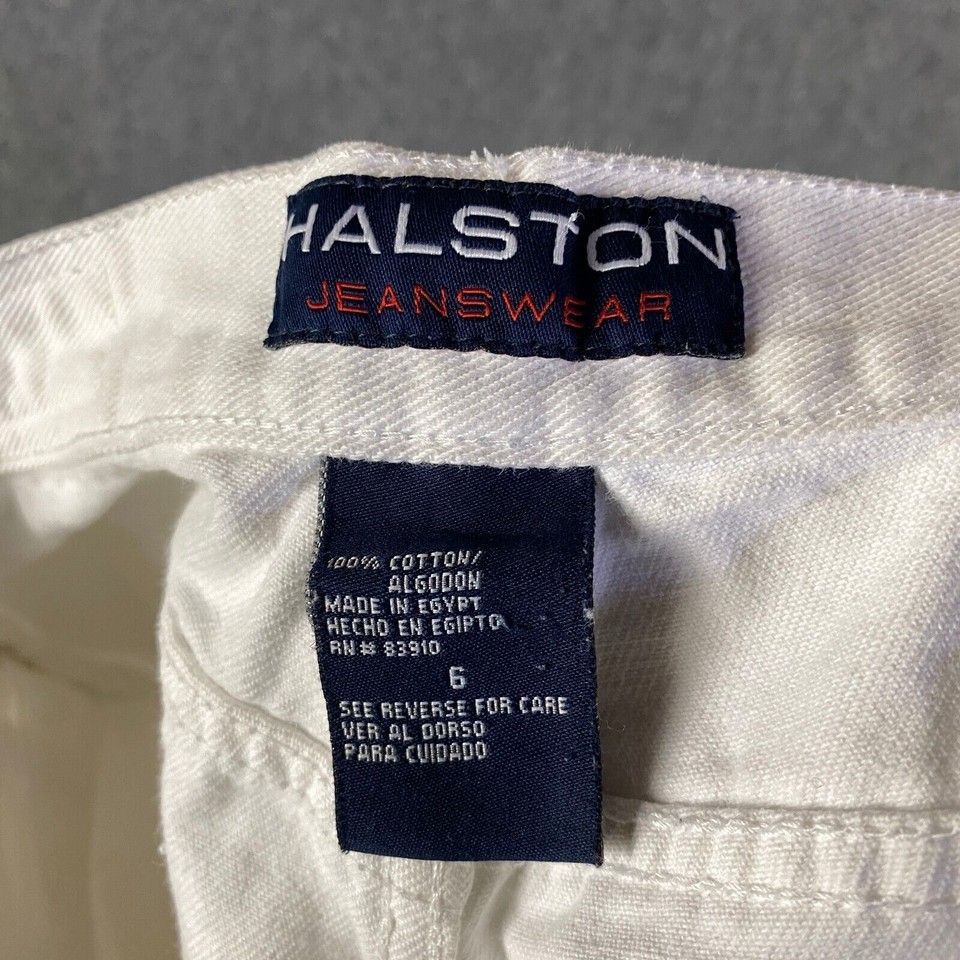 HALSTON
JEANSWEAR
100% COTTON/
ALGODON
MADE IN EGYPT
HECHO EN EGIPTO
RN# 83910
6
SEE REVERSE FOR CARE
VER AL DORSO
PARA CUIDADO